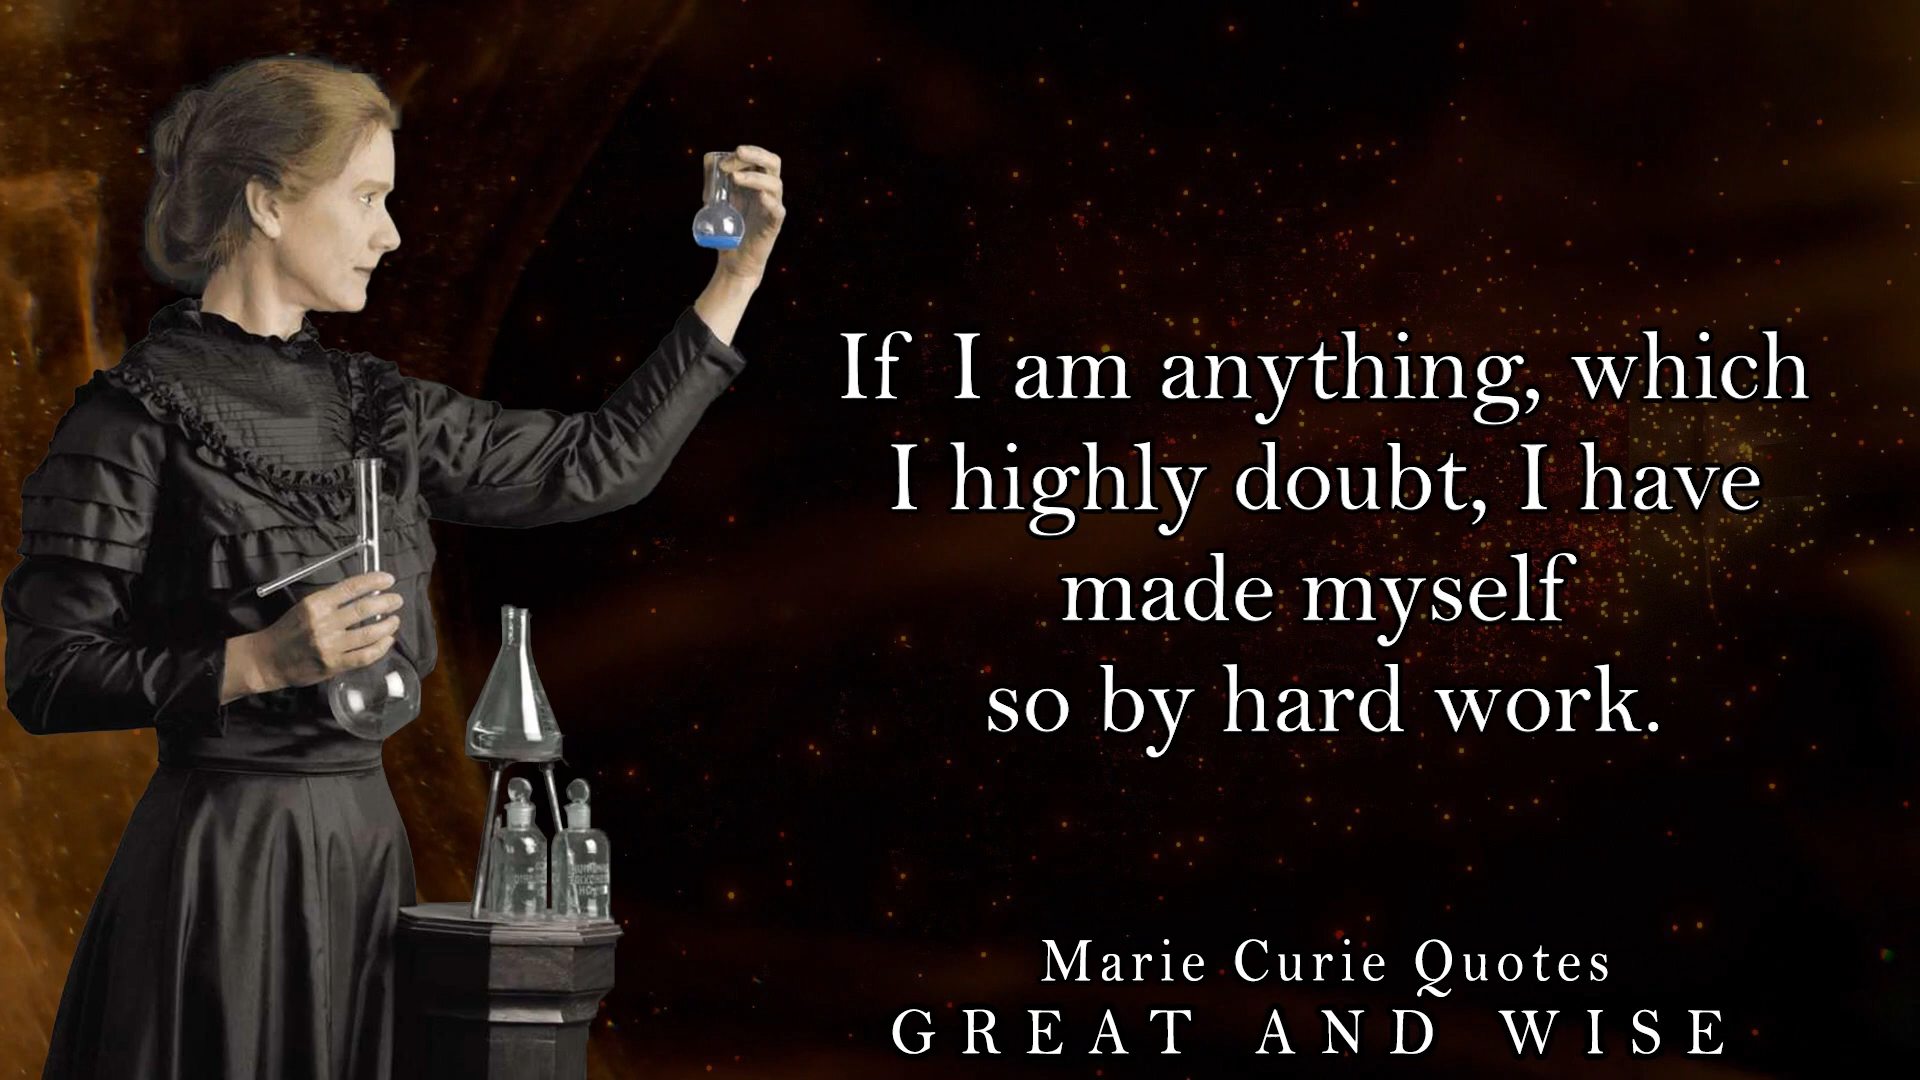 If I am anything, which
I highly doubt, I have
made myself
so by hard work.
Marie Curie Quotes
GREAT AND WISE